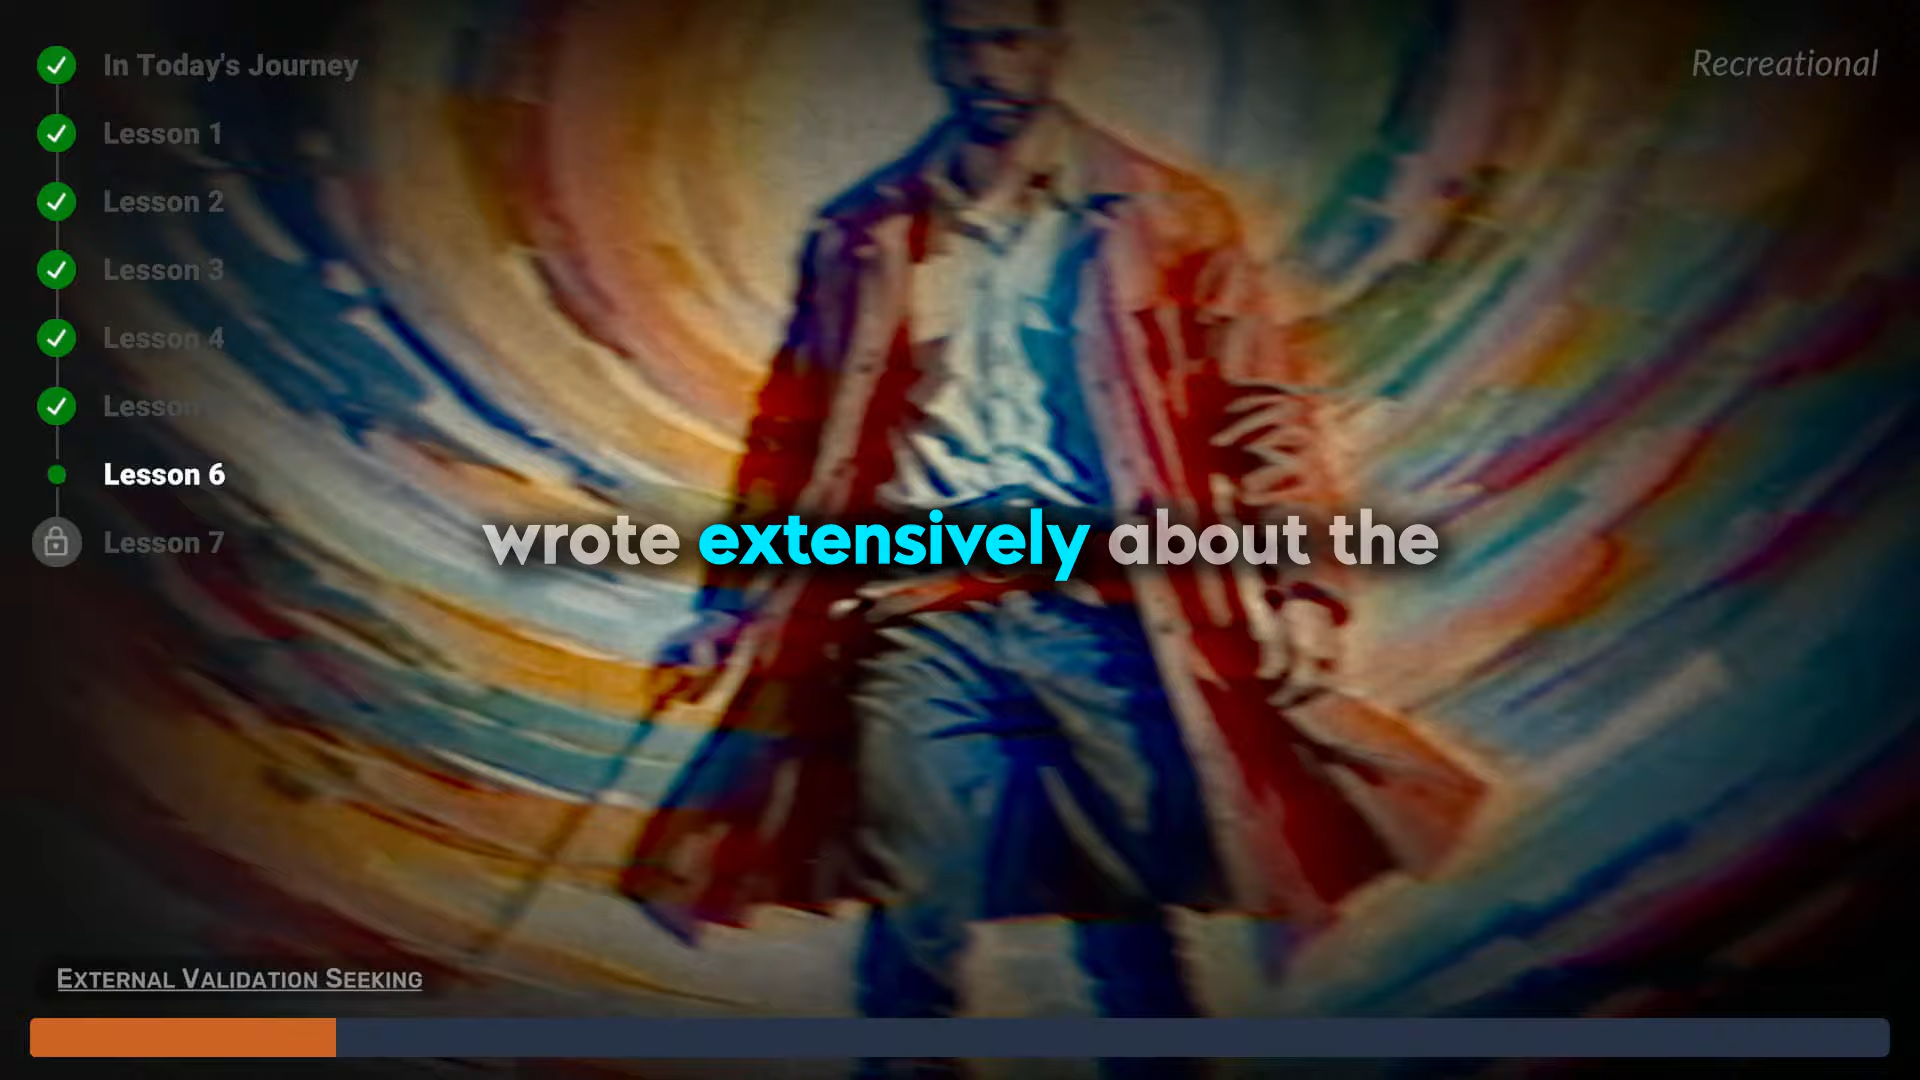 In Today's Journey
Recreational
Lesson 1
Lesson 2
Lesson 3
Lesson 4
Lesson
Lesson 6
Lesson 7
wrote extensively about the
External Validation Seeking